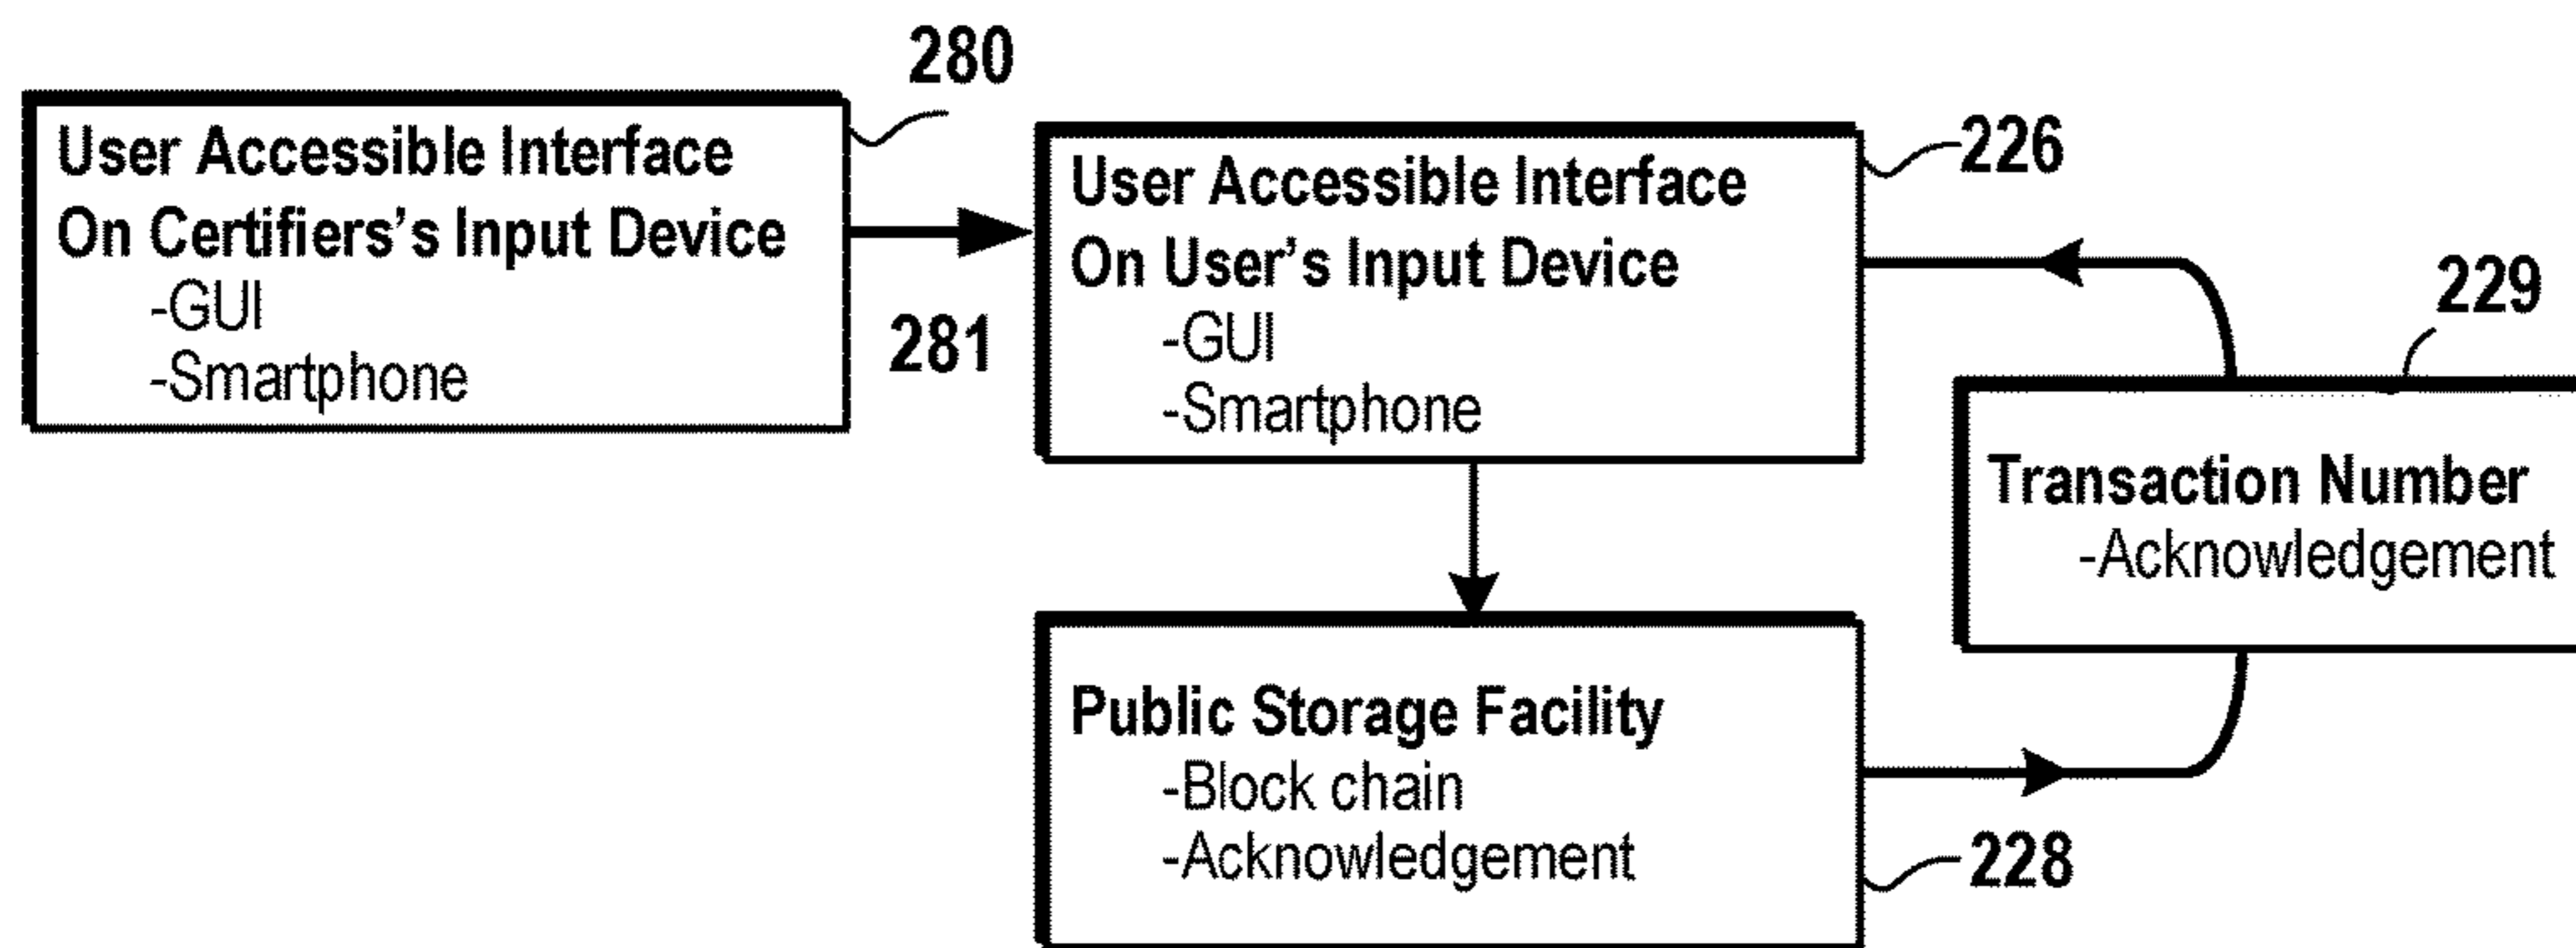 280
User Accessible Interface
On Certifiers's Input Device
-GUI
-Smartphone
281
226
User Accessible Interface
On User's Input Device
-GUI
-Smartphone
229
Transaction Number
-Acknowledgement
Public Storage Facility
-Block chain
-Acknowledgement
228